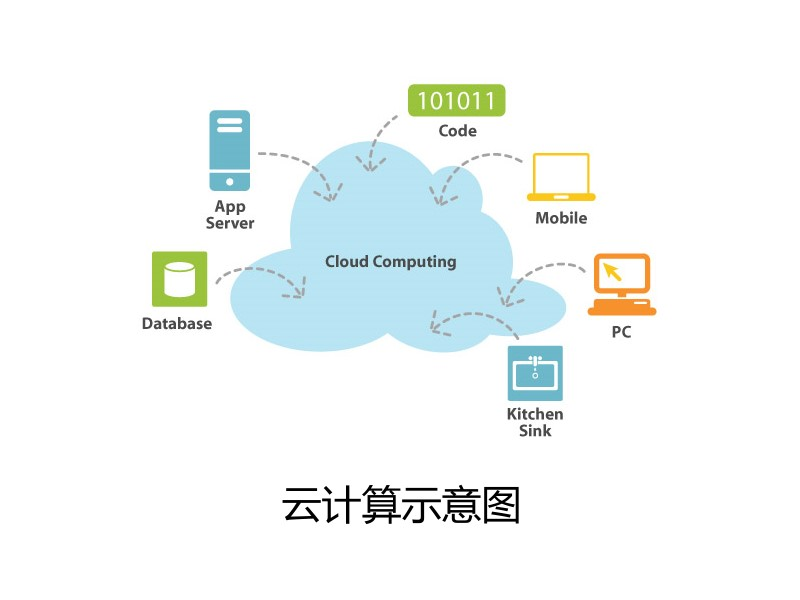 101011
Code
App
Server
Mobile
Cloud Computing
Database
PC
Kitchen
Sink
云计算示意图